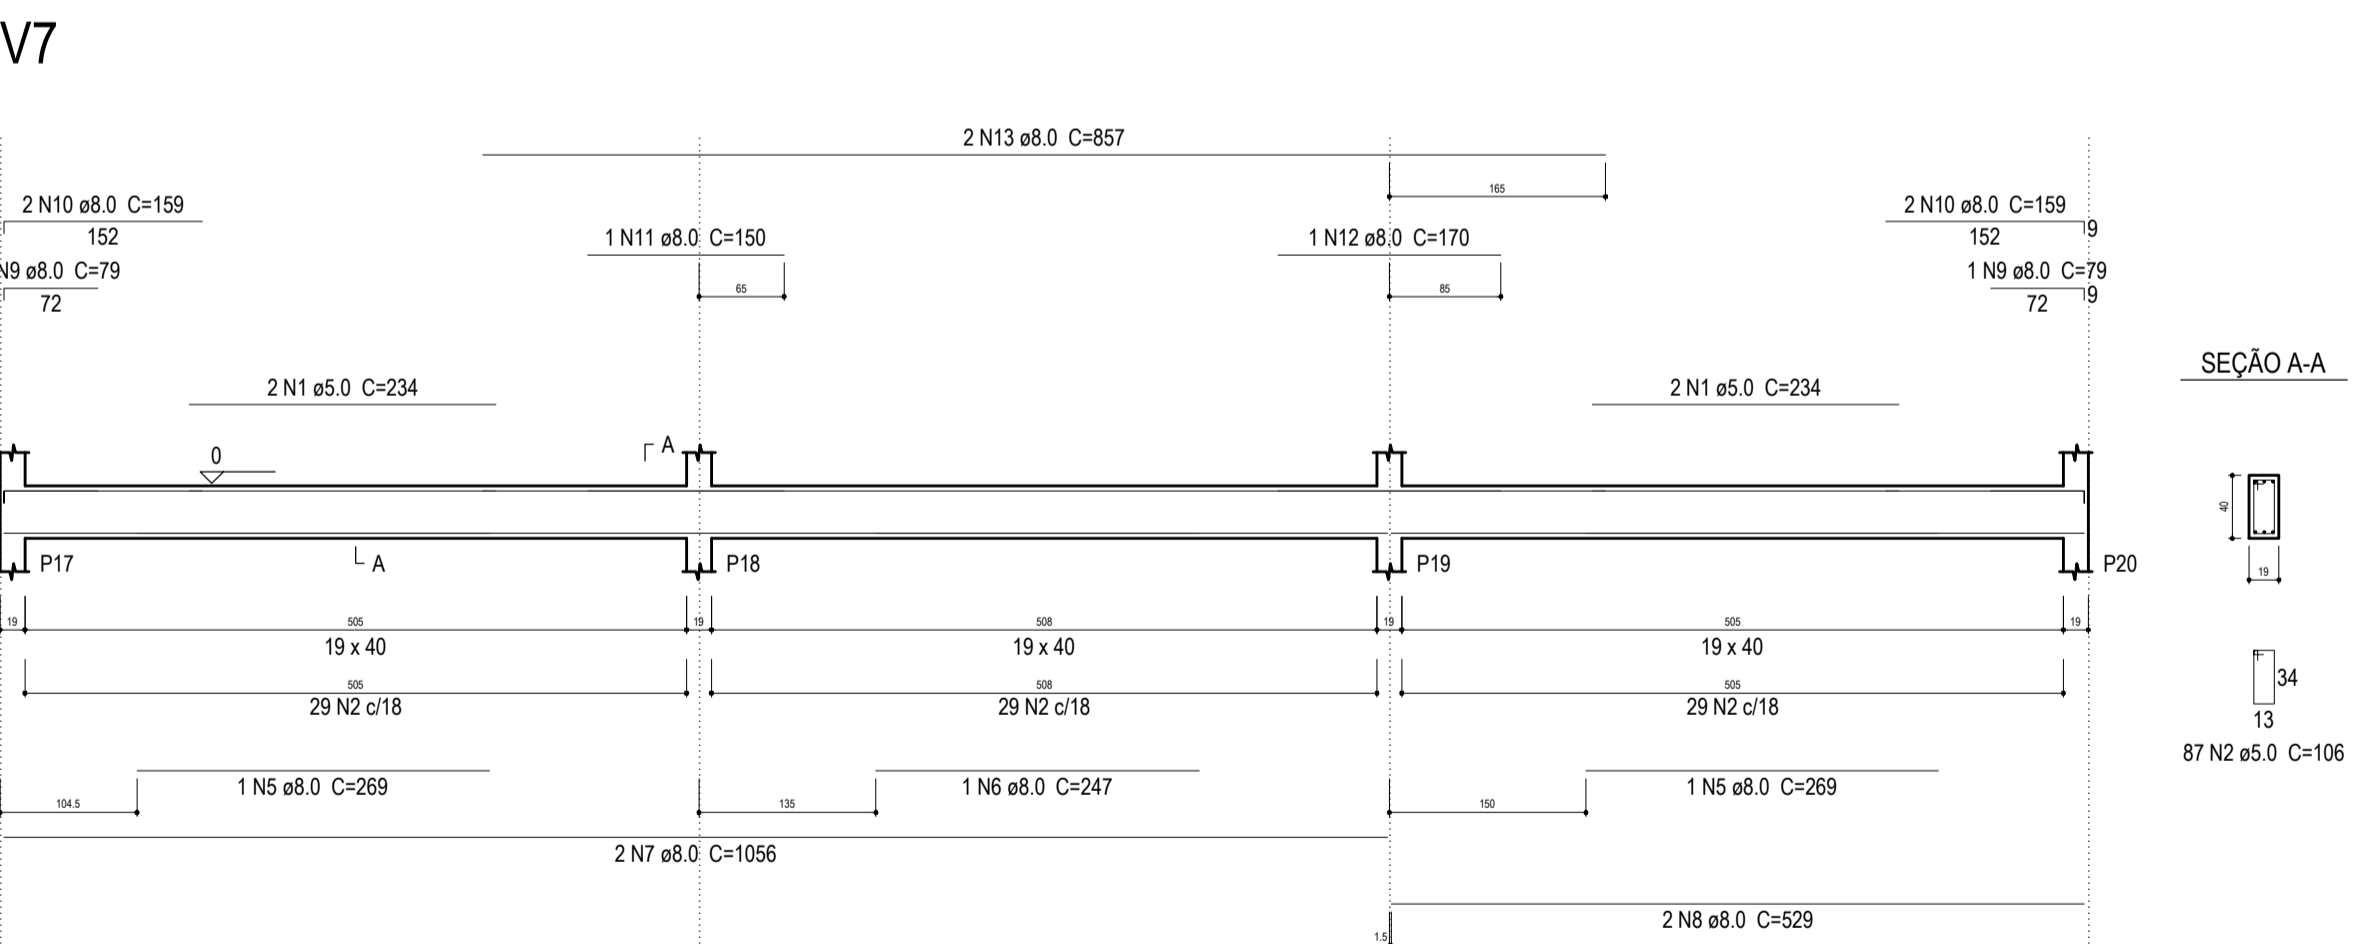 V7
2 N13 ø8.0 C=857
165
2 N10 ø8.0 C=159
152
2 N10 ø8.0 C=159
152
9
1 N11 ø8.0 C=150
65
1 N12 ø8.0 C=170
85
N9 ø8.0 C=79
72
1 N9 ø8.0 C=79
72
9
SEÇÃO A-A
2 N1 ø5.0 C=234
2 N1 ø5.0 C=234
0
A
A
40
19
P17
P18
P19
P20
19
505
19
508
19
505
19
19 x 40
19 x 40
19 x 40
505
508
505
29 N2 c/18
29 N2 c/18
29 N2 c/18
34
13
87 N2 ø5.0 C=106
1 N5 ø8.0 C=269
104.5
1 N6 ø8.0 C=247
135
1 N5 ø8.0 C=269
150
2 N7 ø8.0 C=1056
2 N8 ø8.0 C=529
1.5